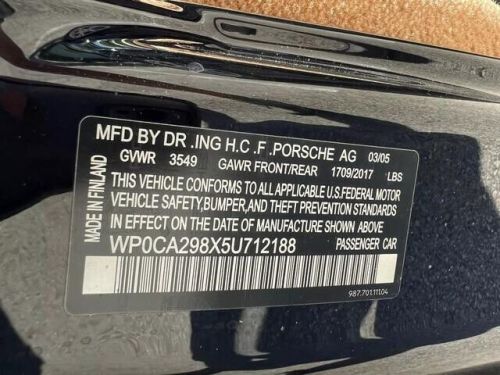 MFD BY DR .ING H.C .F .PORSCHE AG 03/05
GVWR 3549 GAWR FRONT/REAR 1709/2017 LBS
THIS VEHICLE CONFORMS TO ALL APPLICABLE U.S.FEDERAL MOTOR
VEHICLE SAFETY,BUMPER,AND THEFT PREVENTION STANDARDS
IN EFFECT ON THE DATE OF MANUFACTURE SHOWN ABOVE
WP0CA298X5U712188 PASSENGER CAR
MADE IN FINLAND
987.701.111.04